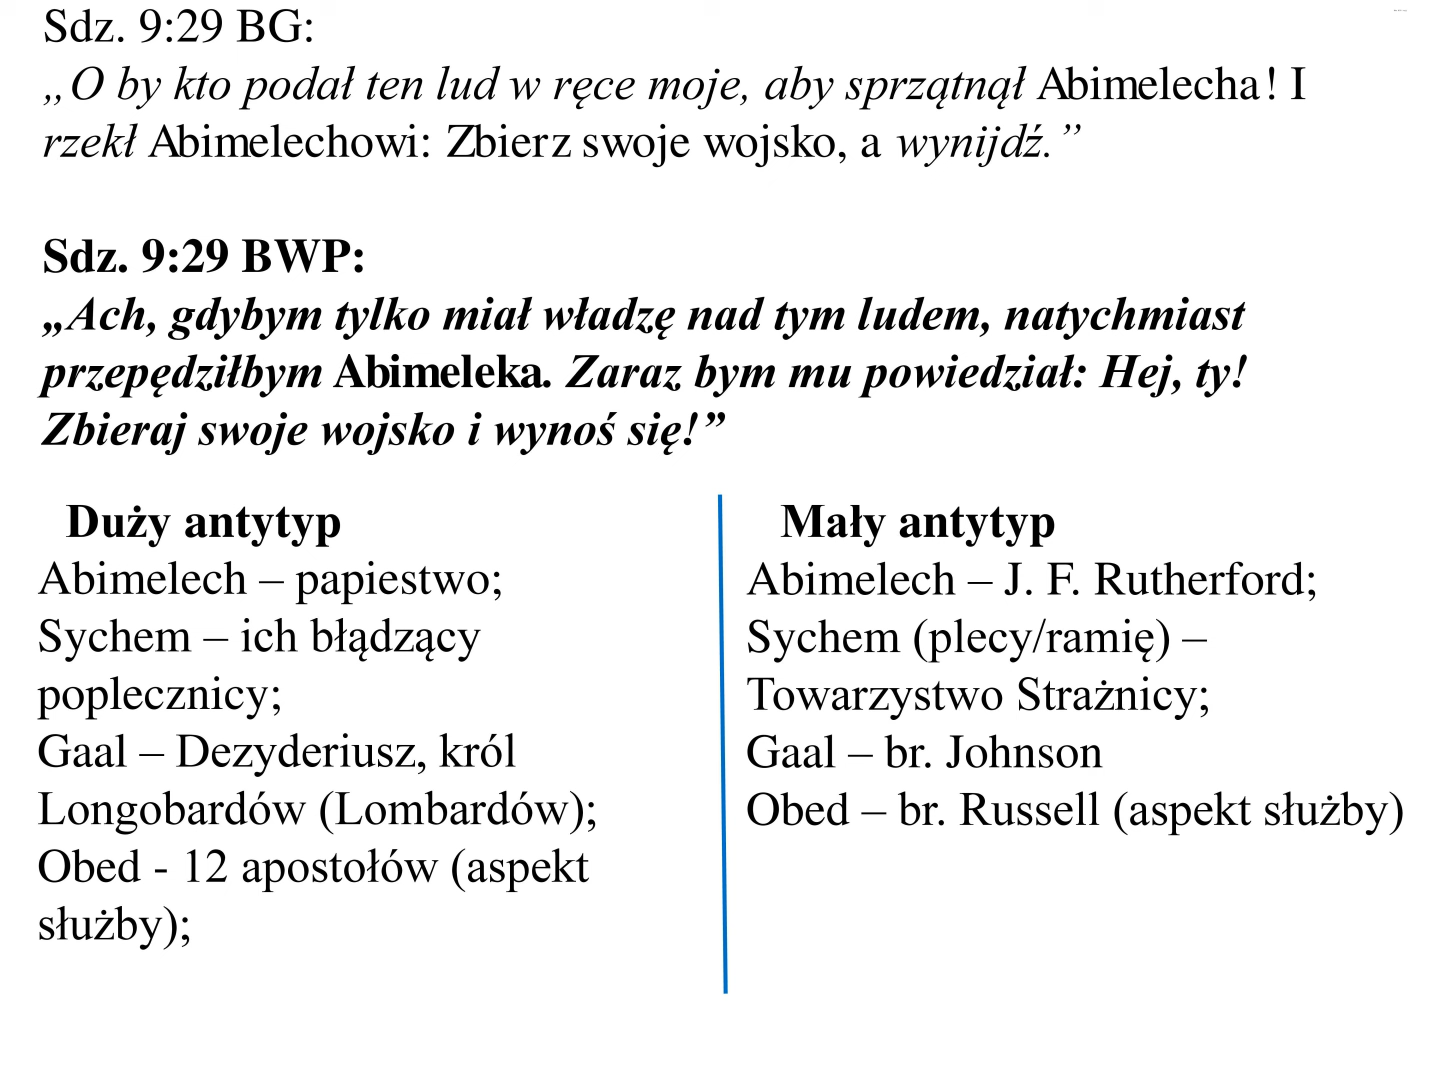 Sdz. 9:29 BG:
„O by kto podał ten lud w ręce moje, aby sprzątnął Abimelecha! I
rzekł Abimelechowi: Zbierz swoje wojsko, a wynijdź.”
Sdz. 9:29 BWP:
„Ach, gdybym tylko miał władzę nad tym ludem, natychmiast
przepędziłbym Abimeleka. Zaraz bym mu powiedział: Hej, ty!
Zbieraj swoje wojsko i wynoś się!”
Duży antytyp
Abimelech – papiestwo;
Sychem – ich błądzący
poplecznicy;
Gaal – Dezyderiusz, król
Longobardów (Lombardów);
Obed - 12 apostołów (aspekt
służby);
Mały antytyp
Abimelech – J. F. Rutherford;
Sychem (plecy/ramię) –
Towarzystwo Strażnicy;
Gaal – br. Johnson
Obed – br. Russell (aspekt służby)